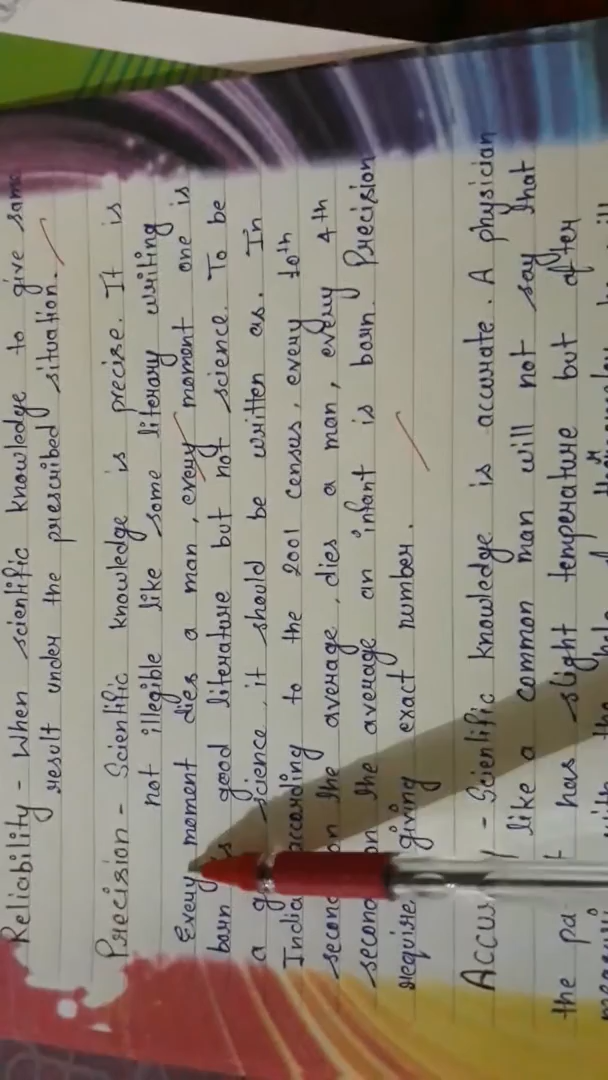 Reliability - When scientific knowledge to give same
result under the prescribed situation.
Precision - Scientific knowledge is precise. It is
not illegible like some literary writing
Every moment dies a man, every moment one is
born is good literature but not science. To be
a science, it should be written as. In
India according to the 2001 census, every 10th
second on the average, dies a man, every 4th
second on the average an infant is born. Precision
require giving exact number.
- Scientific knowledge is accurate. A physician
like a common man will not say that
the has slight temperature but after